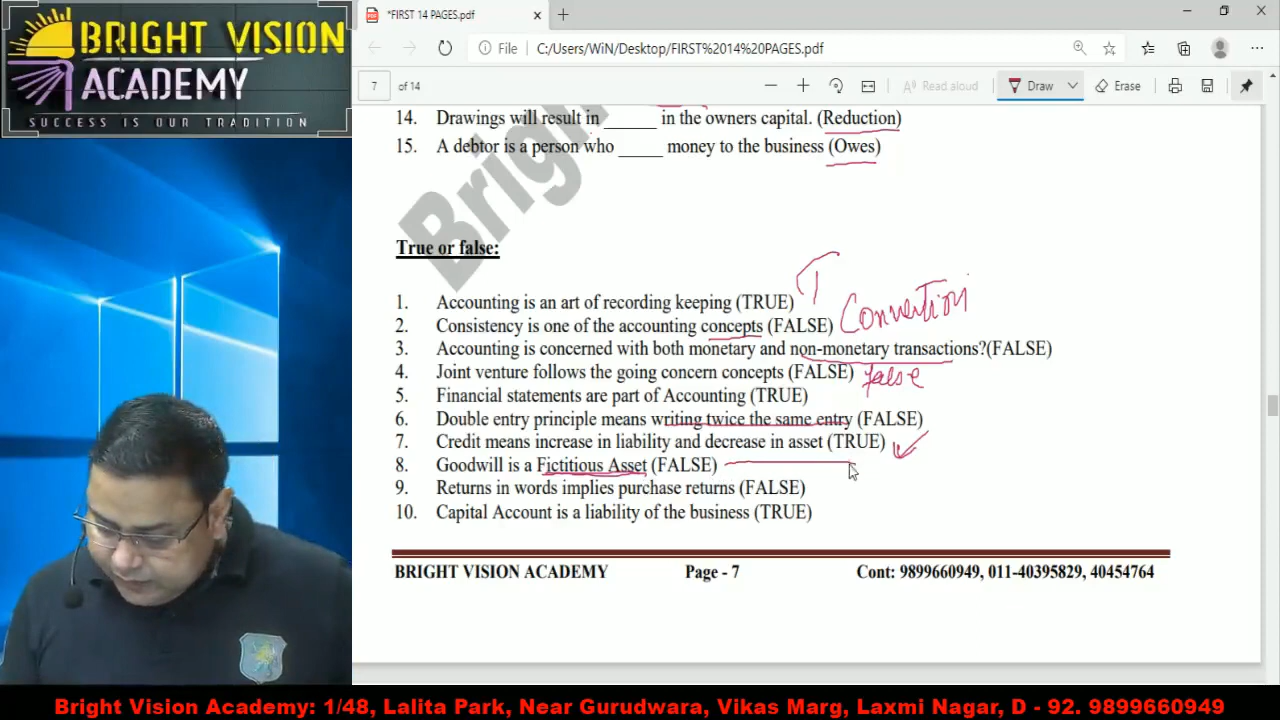 BRIGHT VISION
ACADEMY
SUCCESS IS OUR TRADITION
*FIRST 14 PAGES.pdf
File C:/Users/WiN/Desktop/FIRST%2014%20PAGES.pdf
7 of 14 Read aloud Draw Erase
Brigh
14. Drawings will result in _____ in the owners capital. (Reduction)
15. A debtor is a person who _____ money to the business (Owes)
True or false:
T
1. Accounting is an art of recording keeping (TRUE)
2. Consistency is one of the accounting concepts (FALSE) Convention
3. Accounting is concerned with both monetary and non-monetary transactions?(FALSE)
4. Joint venture follows the going concern concepts (FALSE) false
5. Financial statements are part of Accounting (TRUE)
6. Double entry principle means writing twice the same entry (FALSE)
7. Credit means increase in liability and decrease in asset (TRUE)
8. Goodwill is a Fictitious Asset (FALSE)
9. Returns in words implies purchase returns (FALSE)
10. Capital Account is a liability of the business (TRUE)
BRIGHT VISION ACADEMY Page - 7 Cont: 9899660949, 011-40395829, 40454764
Bright Vision Academy: 1/48, Lalita Park, Near Gurudwara, Vikas Marg, Laxmi Nagar, D - 92. 9899660949